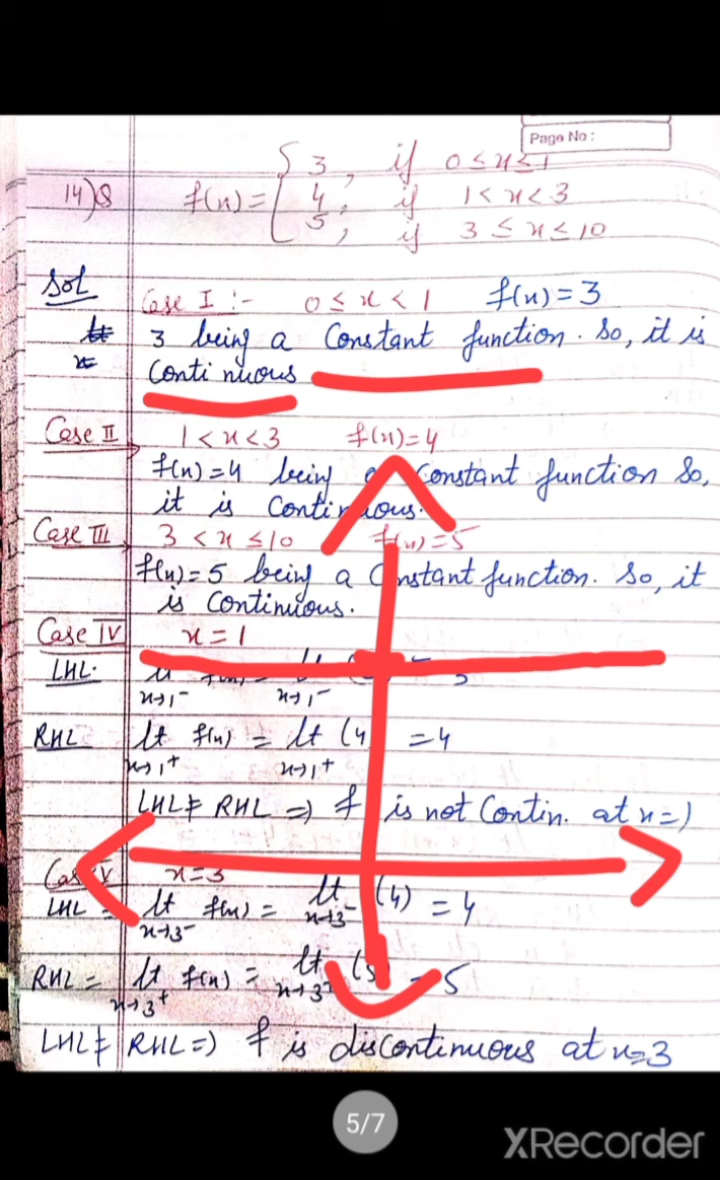 Page No :
3, if 0 ≤ x ≤ 1
14)Q f(x) = { 4, if 1 < x < 3
5, if 3 ≤ x ≤ 10
Sol Case I :- 0 ≤ x < 1 f(x) = 3
3 being a Constant function. So, it is
Continuous
Case II 1 < x < 3 f(x) = 4
f(x) = 4 being a Constant function So,
it is Continuous.
Case III 3 < x ≤ 10 f(x) = 5
f(x) = 5 being a Constant function. So, it
is Continuous.
Case IV x = 1
LHL.
x→1⁻ x→1⁻
RHL lt f(x) = lt (4) = 4
x→1⁺ x→1⁺
LHL ≠ RHL ⇒ f is not Contin. at x=1
Case V x = 3
LHL = lt f(x) = lt (4) = 4
x→3⁻ x→3⁻
RHL = lt f(x) = lt (5) = 5
x→3⁺ x→3⁺
LHL ≠ RHL ⇒ f is discontinuous at x=3
5/7
XRecorder